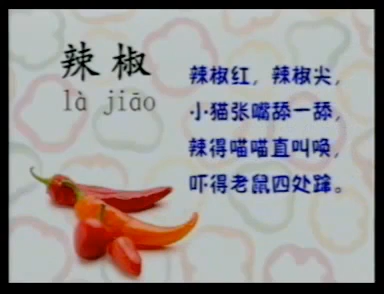 辣椒
là jiāo
辣椒红，辣椒尖，
小猫张嘴舔一舔，
辣得喵喵直叫唤，
吓得老鼠四处蹿。